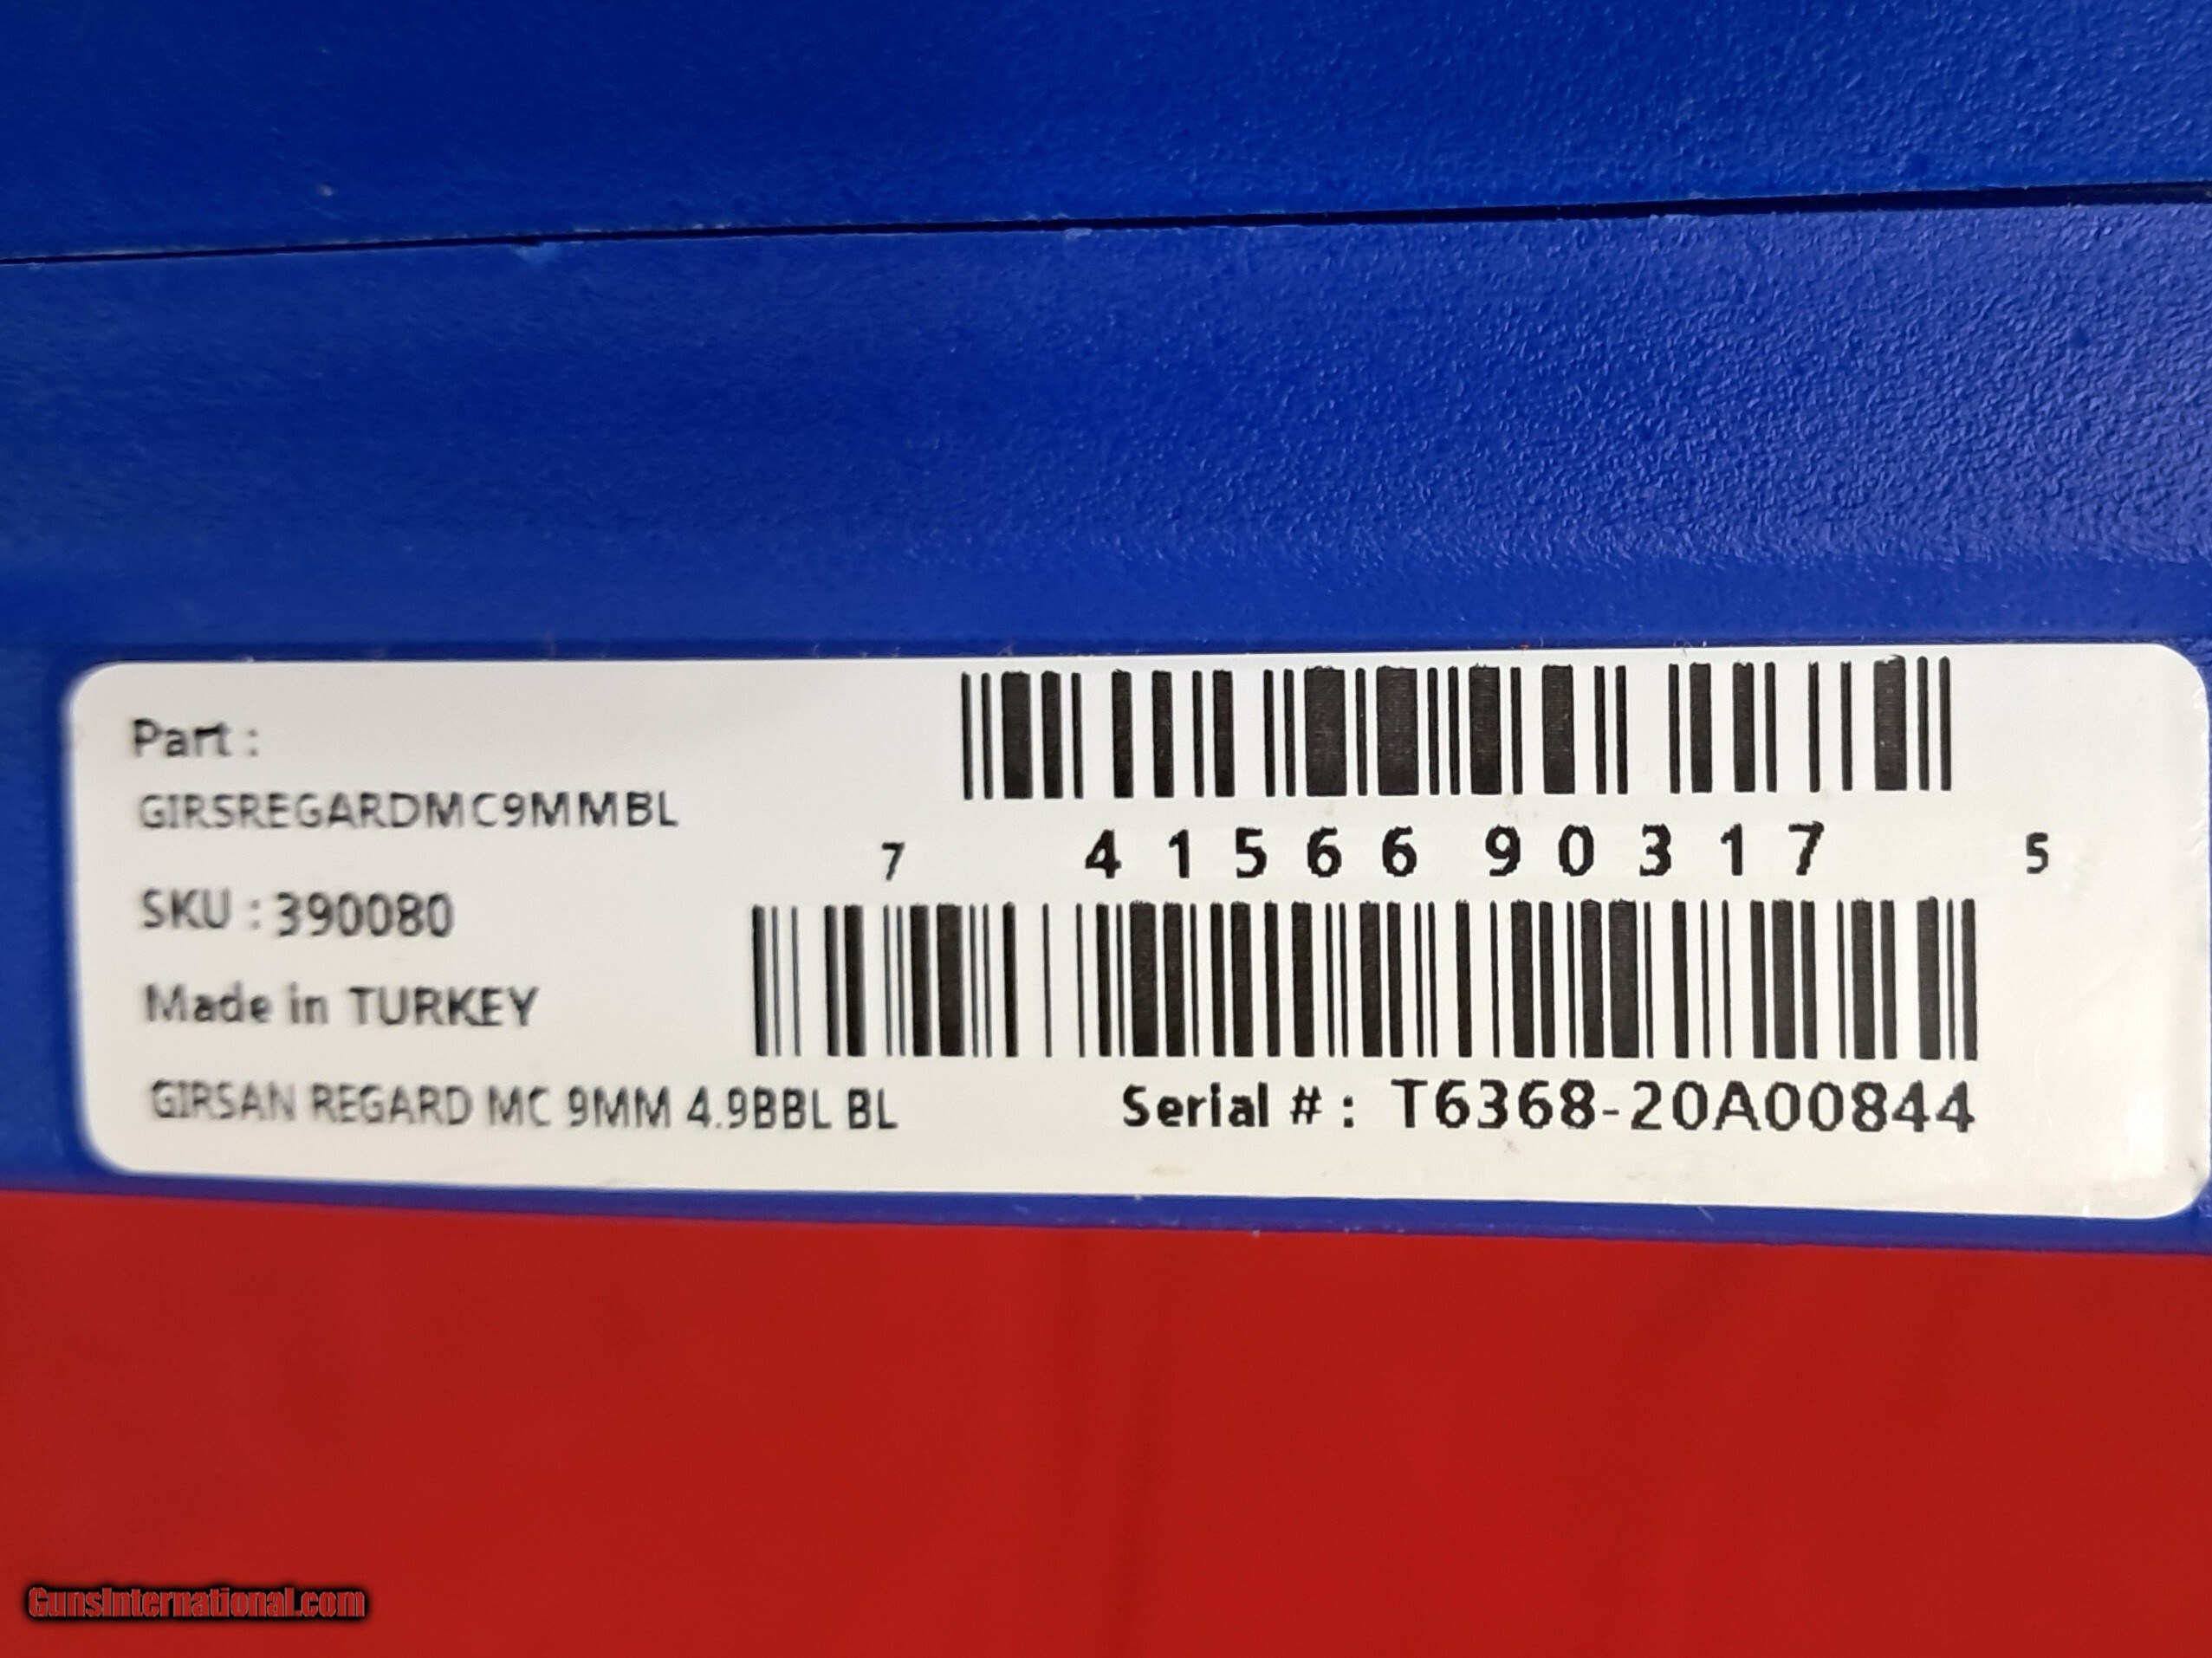 Part :
GIRSREGARDMC9MMBL
7 41566 90317 5
SKU : 390080
Made in TURKEY
GIRSAN REGARD MC 9MM 4.9BBL BL
Serial # : T6368-20A00844
GunsInternational.com